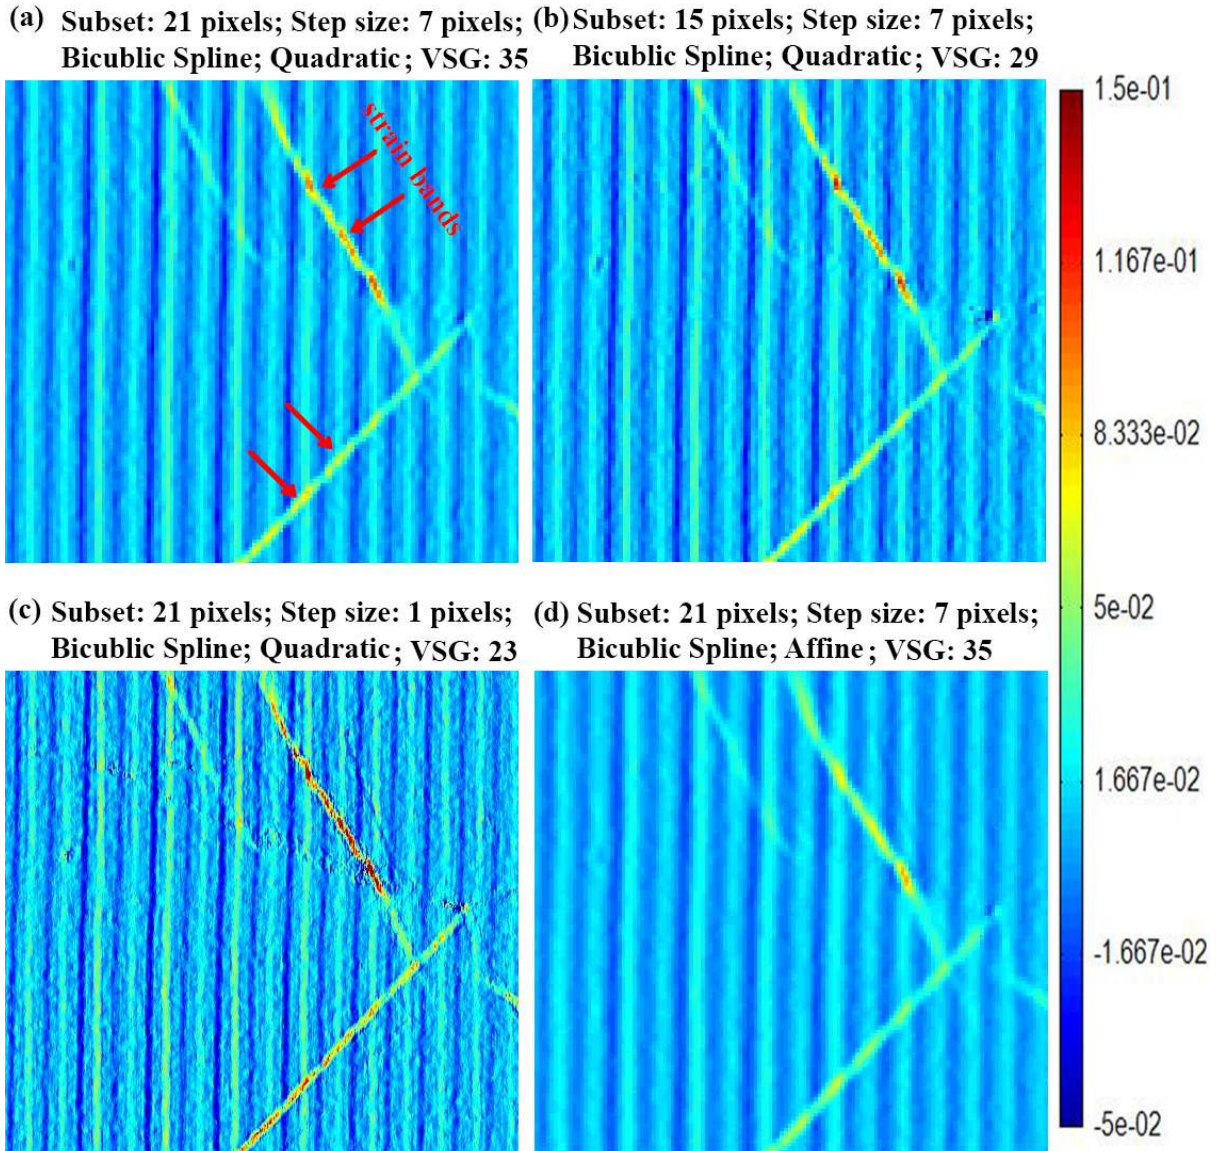 (a) Subset: 21 pixels; Step size: 7 pixels;
Bicublic Spline; Quadratic; VSG: 35
(b) Subset: 15 pixels; Step size: 7 pixels;
Bicublic Spline; Quadratic; VSG: 29
strain bands
(c) Subset: 21 pixels; Step size: 1 pixels;
Bicublic Spline; Quadratic; VSG: 23
(d) Subset: 21 pixels; Step size: 7 pixels;
Bicublic Spline; Affine; VSG: 35
1.5e-01
1.167e-01
8.333e-02
5e-02
1.667e-02
-1.667e-02
-5e-02